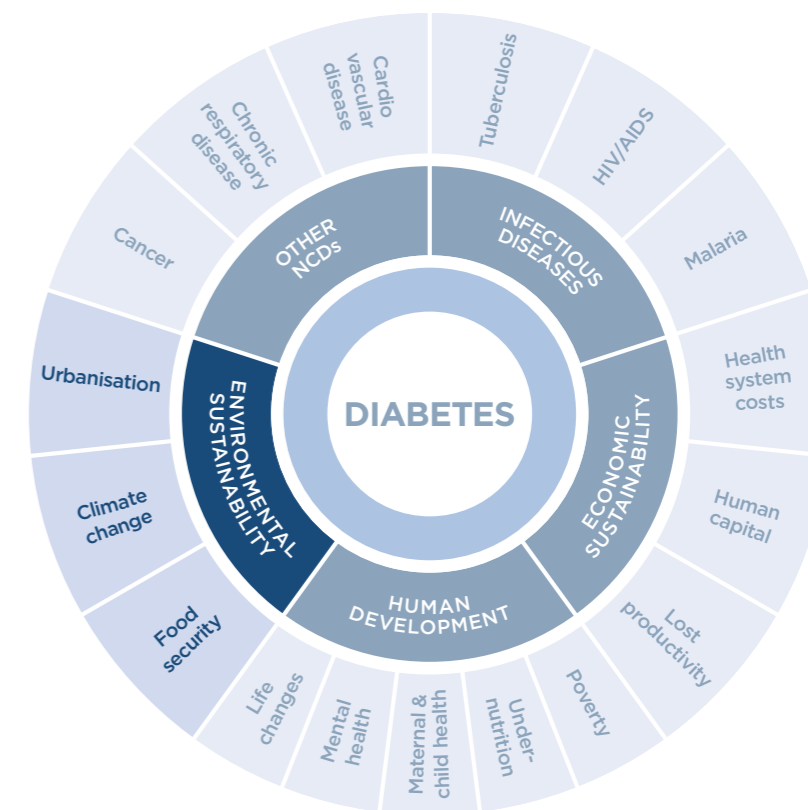 DIABETES
OTHER
NCDs
INFECTIOUS
DISEASES
ECONOMIC
SUSTAINABILITY
HUMAN
DEVELOPMENT
ENVIRONMENTAL
SUSTAINABILITY
Cardio
vascular
disease
Tuberculosis
HIV/AIDS
Malaria
Health
system
costs
Human
capital
Lost
productivity
Poverty
Under-
nutrition
Maternal &
child health
Mental
health
Life
changes
Food
security
Climate
change
Urbanisation
Cancer
Chronic
respiratory
disease